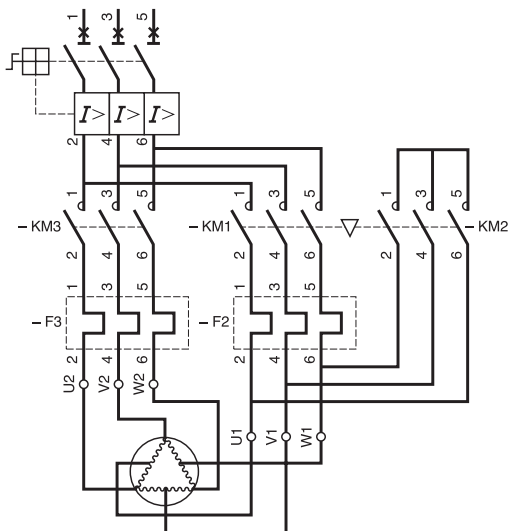 1 3 5
I> I> I>
2 4 6
1 3 5 1 3 5 1 3 5
– KM3 – KM1 – KM2
2 4 6 2 4 6 2 4 6
1 3 5 1 3 5
– F3 – F2
2 4 6 2 4 6
U2 V2 W2
U1 V1 W1